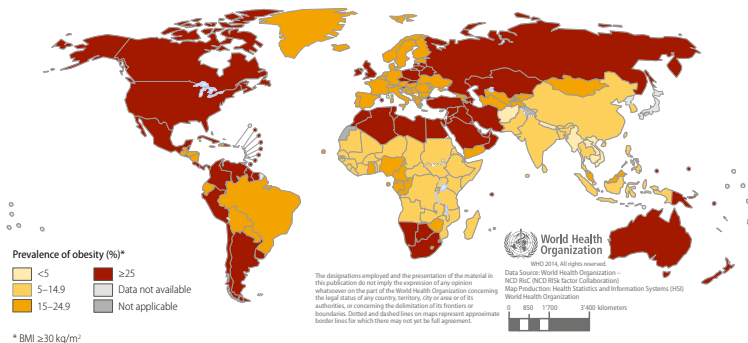 Prevalence of obesity (%)*
<5
5–14.9
15–24.9
≥25
Data not available
Not applicable
* BMI ≥30 kg/m²
The designations employed and the presentation of the material in
this publication do not imply the expression of any opinion
whatsoever on the part of the World Health Organization concerning
the legal status of any country, territory, city or area or of its
authorities, or concerning the delimitation of its frontiers or
boundaries. Dotted and dashed lines on maps represent approximate
border lines for which there may not yet be full agreement.
World Health
Organization
WHO 2014, All rights reserved.
Data Source: World Health Organization –
NCD RisC (NCD RISk factor Collaboration)
Map Production: Health Statistics and Information Systems (HSI)
World Health Organization
0 850 1'700 3'400 kilometers